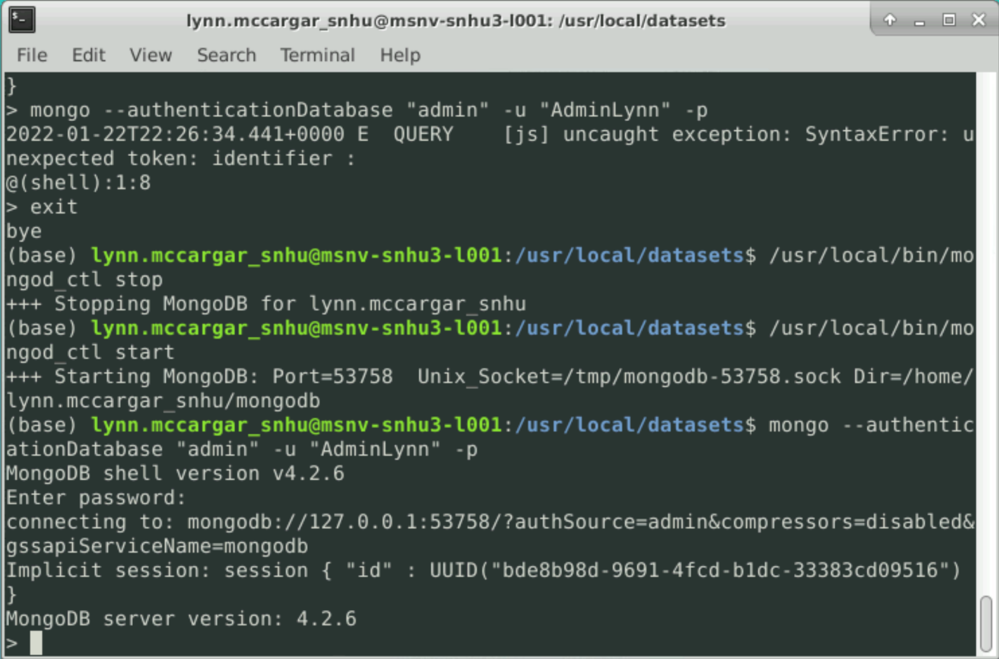 lynn.mccargar_snhu@msnv-snhu3-l001: /usr/local/datasets
File Edit View Search Terminal Help
}
> mongo --authenticationDatabase "admin" -u "AdminLynn" -p
2022-01-22T22:26:34.441+0000 E  QUERY    [js] uncaught exception: SyntaxError: u
nexpected token: identifier :
@(shell):1:8
> exit
bye
(base) lynn.mccargar_snhu@msnv-snhu3-l001:/usr/local/datasets$ /usr/local/bin/mo
ngod_ctl stop
+++ Stopping MongoDB for lynn.mccargar_snhu
(base) lynn.mccargar_snhu@msnv-snhu3-l001:/usr/local/datasets$ /usr/local/bin/mo
ngod_ctl start
+++ Starting MongoDB: Port=53758  Unix_Socket=/tmp/mongodb-53758.sock Dir=/home/
lynn.mccargar_snhu/mongodb
(base) lynn.mccargar_snhu@msnv-snhu3-l001:/usr/local/datasets$ mongo --authentic
ationDatabase "admin" -u "AdminLynn" -p
MongoDB shell version v4.2.6
Enter password:
connecting to: mongodb://127.0.0.1:53758/?authSource=admin&compressors=disabled&
gssapiServiceName=mongodb
Implicit session: session { "id" : UUID("bde8b98d-9691-4fcd-b1dc-33383cd09516")
}
MongoDB server version: 4.2.6
>